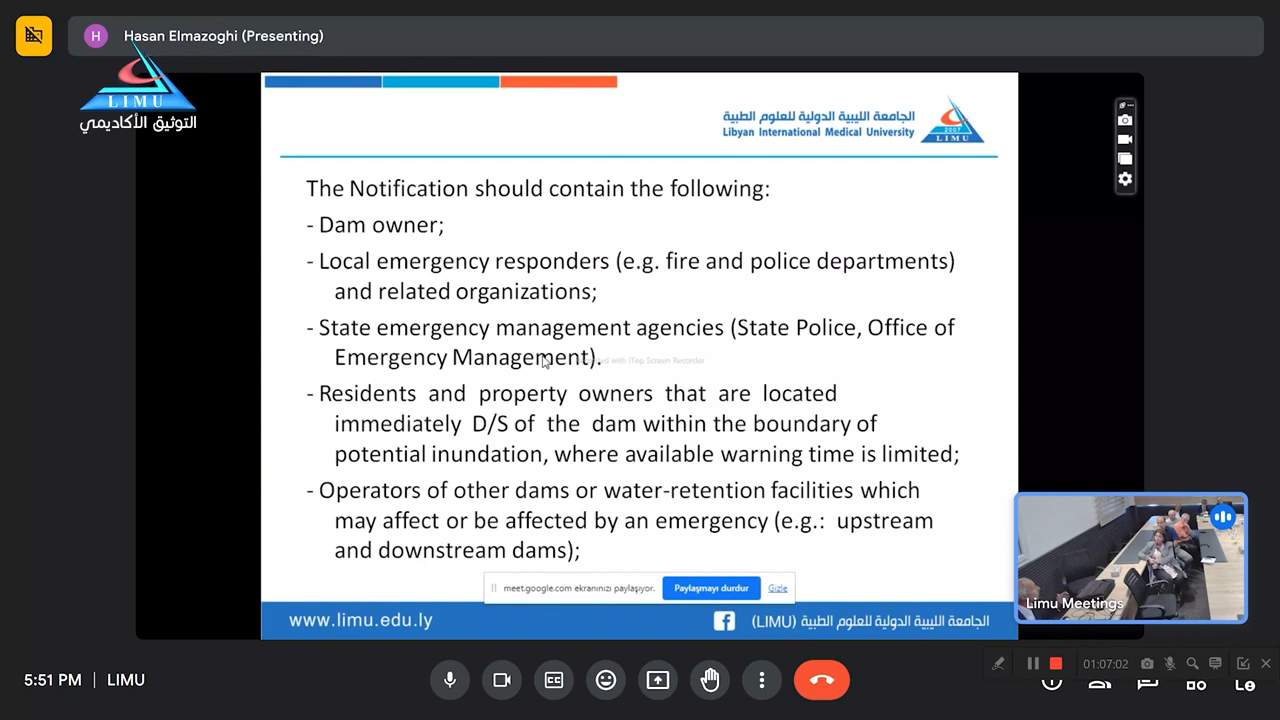 H
Hasan Elmazoghi (Presenting)
LIMU
التوثيق الأكاديمي
الجامعة الليبية الدولية للعلوم الطبية
Libyan International Medical University
2007
LIMU
The Notification should contain the following:
- Dam owner;
- Local emergency responders (e.g. fire and police departments)
and related organizations;
- State emergency management agencies (State Police, Office of
Emergency Management).
with iTop Screen Recorder
- Residents and property owners that are located
immediately D/S of the dam within the boundary of
potential inundation, where available warning time is limited;
- Operators of other dams or water-retention facilities which
may affect or be affected by an emergency (e.g.: upstream
and downstream dams);
meet.google.com ekranınızı paylaşıyor.
Paylaşmayı durdur
Gizle
Limu Meetings
www.limu.edu.ly
الجامعة الليبية الدولية للعلوم الطبية (LIMU)
01:07:02
5:51 PM | LIMU